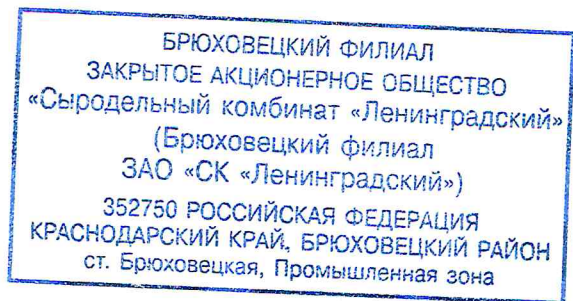 БРЮХОВЕЦКИЙ ФИЛИАЛ
ЗАКРЫТОЕ АКЦИОНЕРНОЕ ОБЩЕСТВО
«Сыродельный комбинат «Ленинградский»
(Брюховецкий филиал
ЗАО «СК «Ленинградский»)
352750 РОССИЙСКАЯ ФЕДЕРАЦИЯ
КРАСНОДАРСКИЙ КРАЙ, БРЮХОВЕЦКИЙ РАЙОН
ст. Брюховецкая, Промышленная зона